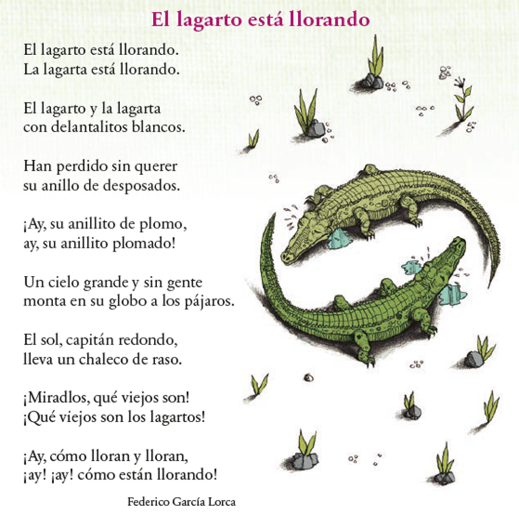 El lagarto está llorando
El lagarto está llorando.
La lagarta está llorando.
El lagarto y la lagarta
con delantalitos blancos.
Han perdido sin querer
su anillo de desposados.
¡Ay, su anillito de plomo,
ay, su anillito plomado!
Un cielo grande y sin gente
monta en su globo a los pájaros.
El sol, capitán redondo,
lleva un chaleco de raso.
¡Miradlos, qué viejos son!
¡Qué viejos son los lagartos!
¡Ay, cómo lloran y lloran,
¡ay! ¡ay! cómo están llorando!
Federico García Lorca